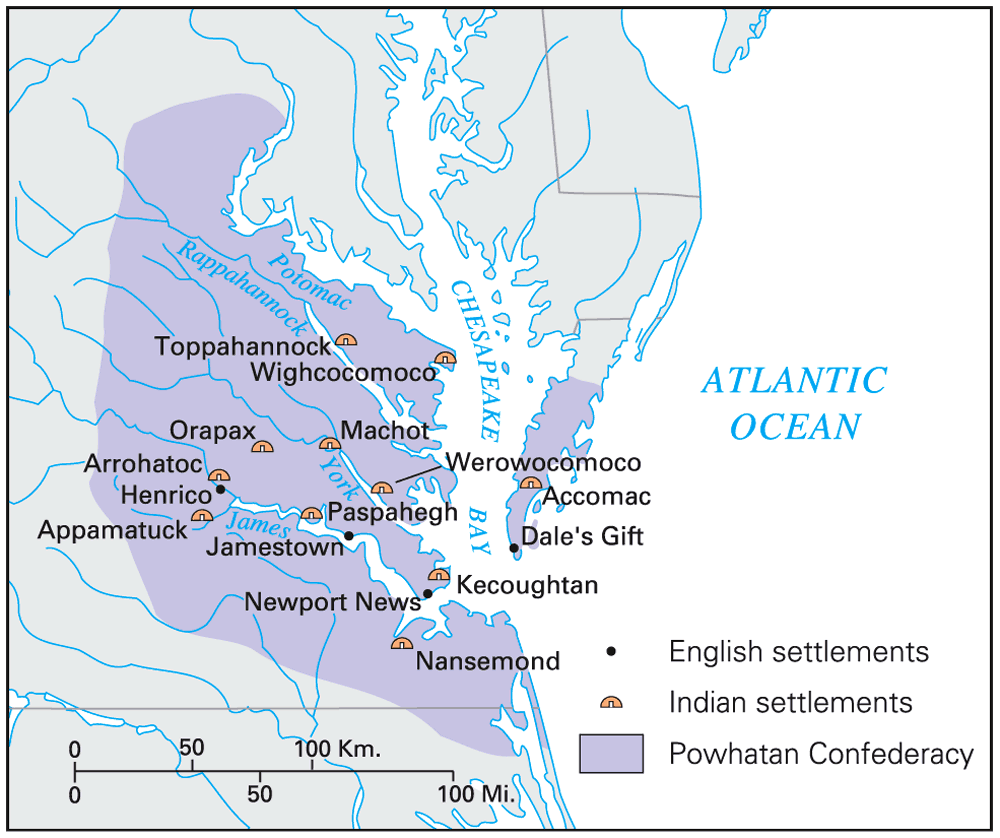 Potomac
Rappahannock
CHESAPEAKE
BAY
Toppahannock
Wighcocomoco
ATLANTIC
OCEAN
Orapax
Machot
Arrohatoc
York
Werowocomoco
Henrico
Accomac
Appamatuck
James
Paspahegh
Jamestown
Dale's Gift
Kecoughtan
Newport News
Nansemond
English settlements
Indian settlements
Powhatan Confederacy
0 50 100 Km.
0 50 100 Mi.